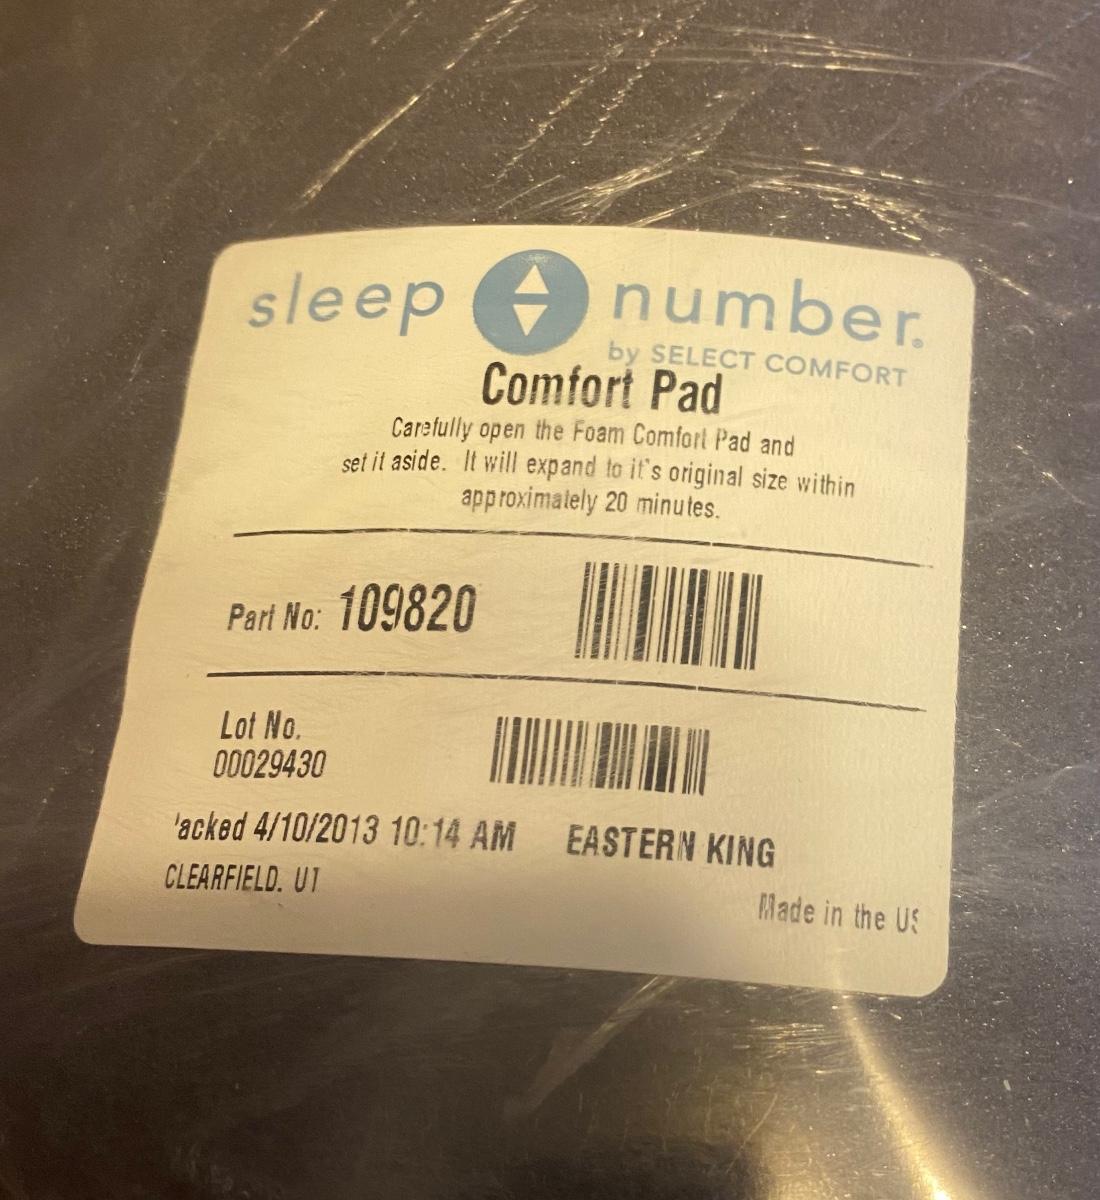 sleep number®
by SELECT COMFORT
Comfort Pad
Carefully open the Foam Comfort Pad and
set it aside. It will expand to it's original size within
approximately 20 minutes.
Part No: 109820
Lot No.
00029430
'acked 4/10/2013 10:14 AM EASTERN KING
CLEARFIELD. UT
Made in the US